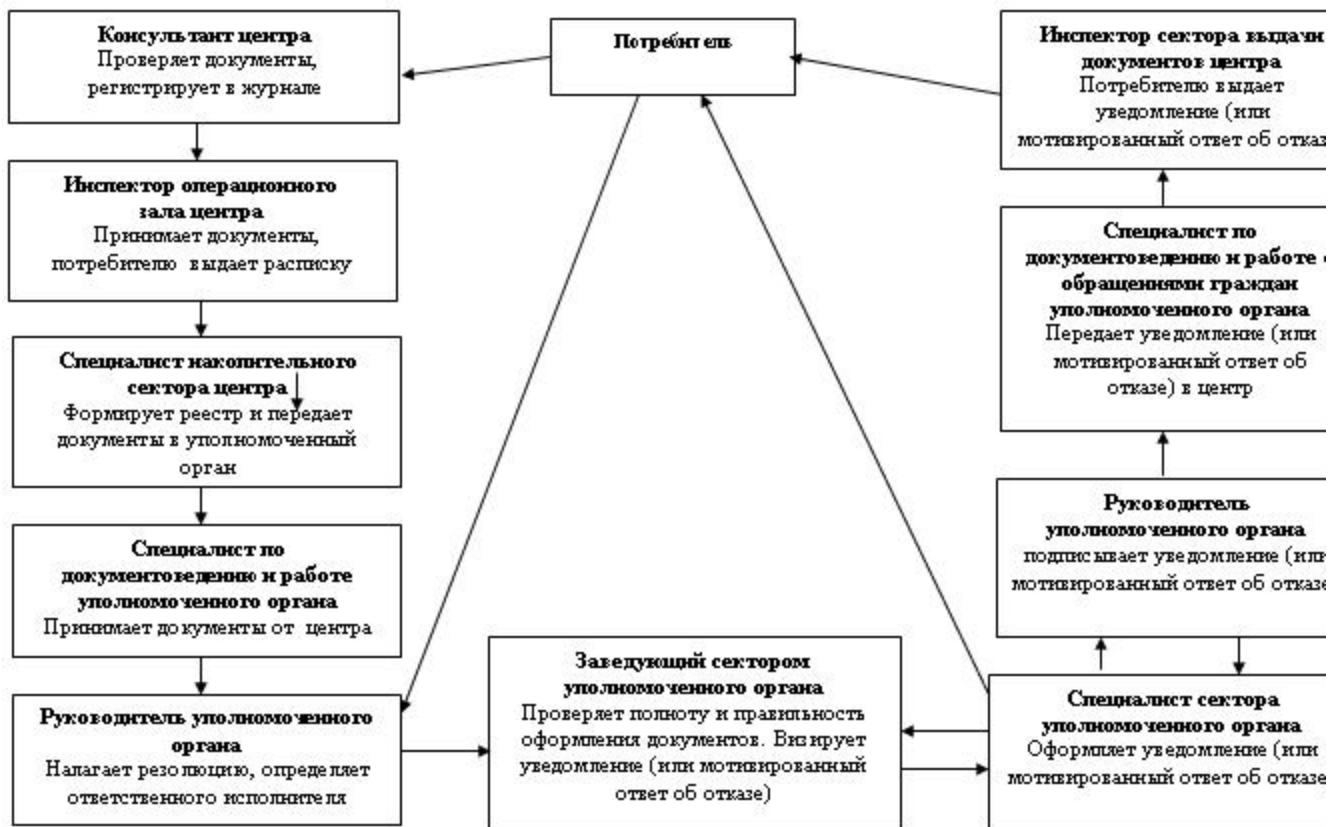 Консультант центра
Проверяет документы,
регистрирует в журнале
Инспектор операционного
зала центра
Принимает документы,
потребителю выдает расписку
Специалист накопительного
сектора центра
Формирует реестр и передает
документы в уполномоченный
орган
Специалист по
документоведению и работе
уполномоченного органа
Принимает документы от центра
Руководитель уполномоченного
органа
Налагает резолюцию, определяет
ответственного исполнителя
Потребитель
Заведующий сектором
уполномоченного органа
Проверяет полноту и правильность
оформления документов. Визирует
уведомление (или мотивированный
ответ об отказе)
Инспектор сектора выдачи
документов центра
Потребителю выдает
уведомление (или
мотивированный ответ об отказе
Специалист по
документоведению и работе
обращениями граждан
уполномоченного органа
Передает уведомление (или
мотивированный ответ об
отказе) в центр
Руководитель
уполномоченного органа
подписывает уведомление (или
мотивированный ответ об отказе
Специалист сектора
уполномоченного органа
Оформляет уведомление (или
мотивированный ответ об отказе